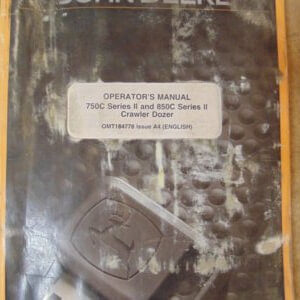 JOHN DEERE
OPERATOR'S MANUAL
750C Series II and 850C Series II
Crawler Dozer
OMT184778 Issue A4 (ENGLISH)